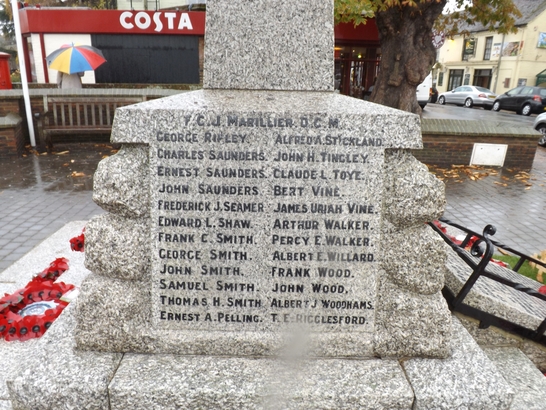 COSTA
F.C.J. MARILLIER. D.C.M.
GEORGE RIPLEY. ALFRED A. STICKLAND.
CHARLES SAUNDERS. JOHN H. TINGLEY.
ERNEST SAUNDERS. CLAUDE L. TOYE.
JOHN SAUNDERS. BERT VINE.
FREDERICK J. SEAMER. JAMES URIAH VINE.
EDWARD L. SHAW. ARTHUR WALKER.
FRANK C. SMITH. PERCY E. WALKER.
GEORGE SMITH. ALBERT E. WILLARD.
JOHN SMITH. FRANK WOOD.
SAMUEL SMITH. JOHN WOOD.
THOMAS H. SMITH. ALBERT J. WOODHAMS.
ERNEST A. PELLING. T. E. RIGGLESFORD.